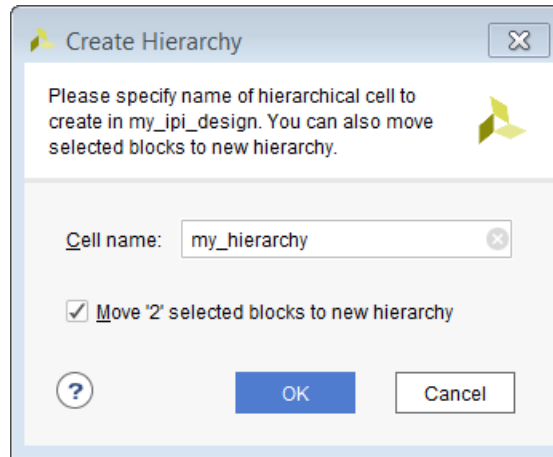 Create Hierarchy
Please specify name of hierarchical cell to
create in my_ipi_design. You can also move
selected blocks to new hierarchy.
Cell name: my_hierarchy
Move '2' selected blocks to new hierarchy
? OK Cancel